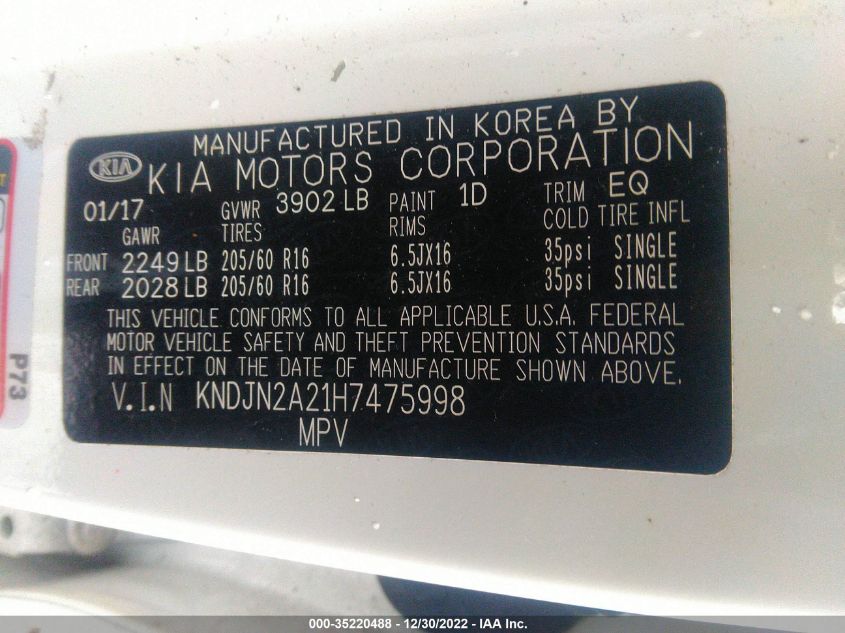 MANUFACTURED IN KOREA BY
KIA KIA MOTORS CORPORATION
01/17 GVWR 3902 LB PAINT 1D TRIM EQ
GAWR TIRES RIMS COLD TIRE INFL
FRONT 2249 LB 205/60 R16 6.5JX16 35psi SINGLE
REAR 2028 LB 205/60 R16 6.5JX16 35psi SINGLE
THIS VEHICLE CONFORMS TO ALL APPLICABLE U.S.A. FEDERAL
MOTOR VEHICLE SAFETY AND THEFT PREVENTION STANDARDS
IN EFFECT ON THE DATE OF MANUFACTURE SHOWN ABOVE.
V.I.N KNDJN2A21H7475998
MPV
P73
000-35220488 - 12/30/2022 - IAA Inc.